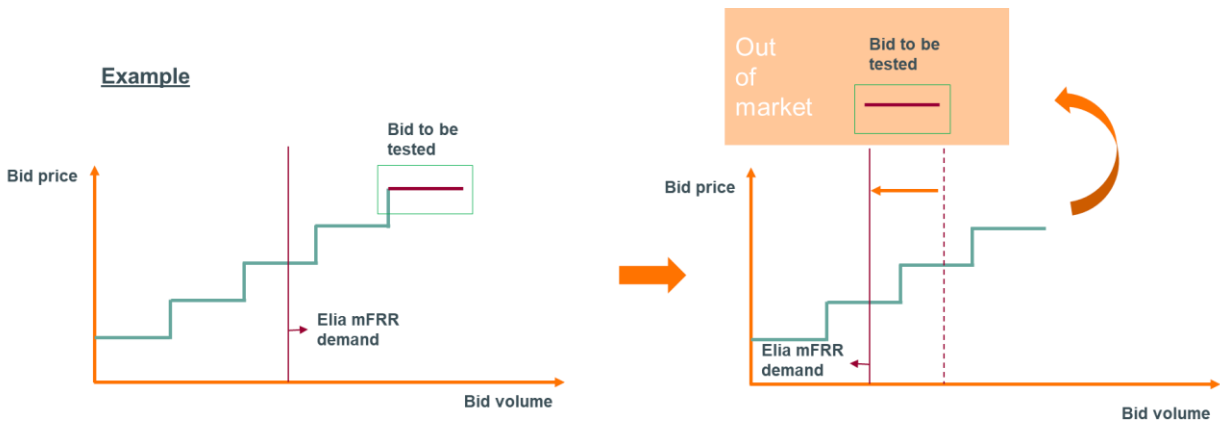 Example
Bid to be
tested
Bid price
Elia mFRR
demand
Bid volume
Out
of
market
Bid to be
tested
Bid price
Elia mFRR
demand
Bid volume